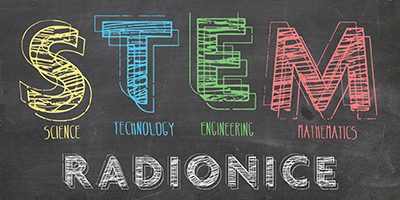 STEM
SCIENCE TECHNOLOGY ENGINEERING MATHEMATICS
RADIONICE